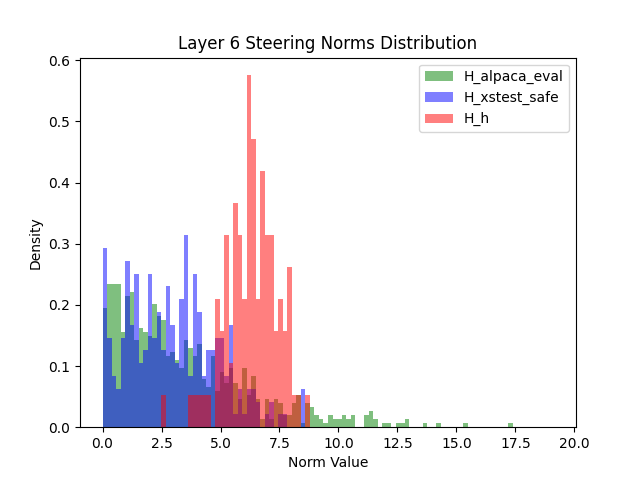 Layer 6 Steering Norms Distribution
H_alpaca_eval
H_xstest_safe
H_h
Density
0.6
0.5
0.4
0.3
0.2
0.1
0.0
0.0 2.5 5.0 7.5 10.0 12.5 15.0 17.5 20.0
Norm Value